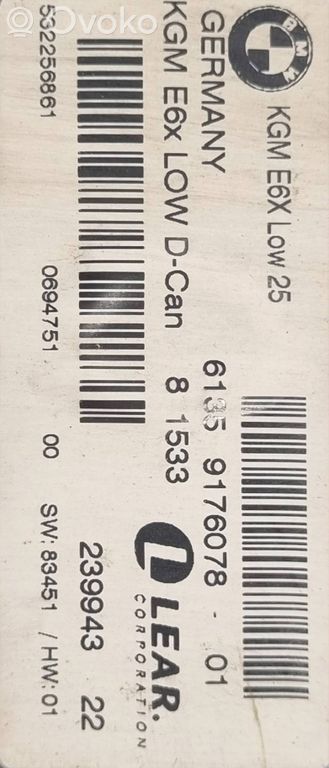 Ovoko
BMW
KGM E6X Low 25
GERMANY 6135 9176078 - 01
KGM E6x LOW D-Can 8 1533
LEAR.
CORPORATION
239943 22
532256861 0694751 00 SW: 83451 / HW:01